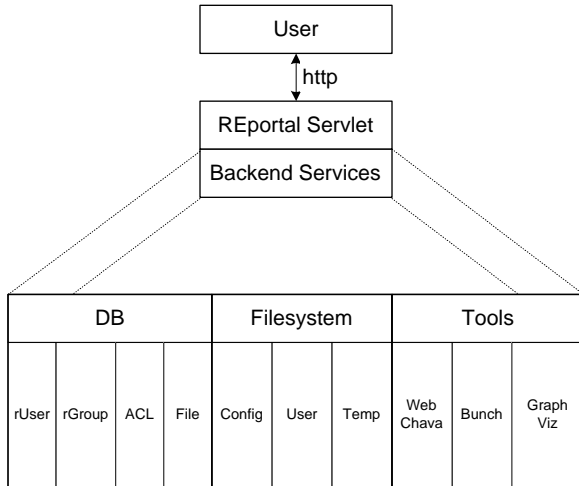 User
http
REportal Servlet
Backend Services
DB Filesystem Tools
rUser rGroup ACL File Config User Temp Web Chava Bunch Graph Viz